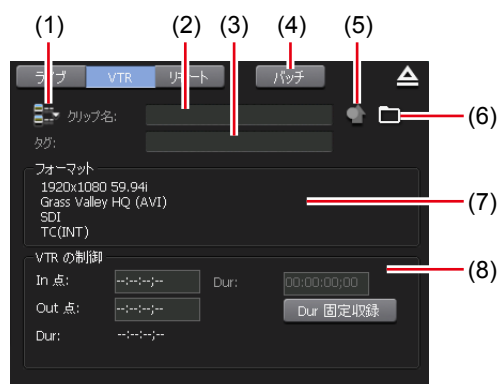 (1) (2) (3) (4) (5)
ライブ VTR リモート バッチ
クリップ名: (6)
タグ:
フォーマット
1920x1080 59.94i
Grass Valley HQ (AVI) (7)
SDI
TC(INT)
VTR の制御 (8)
In 点: --:--:--;-- Dur: 00:00:00;00
Out 点: --:--:--;-- Dur 固定収録
Dur: --:--:--;--